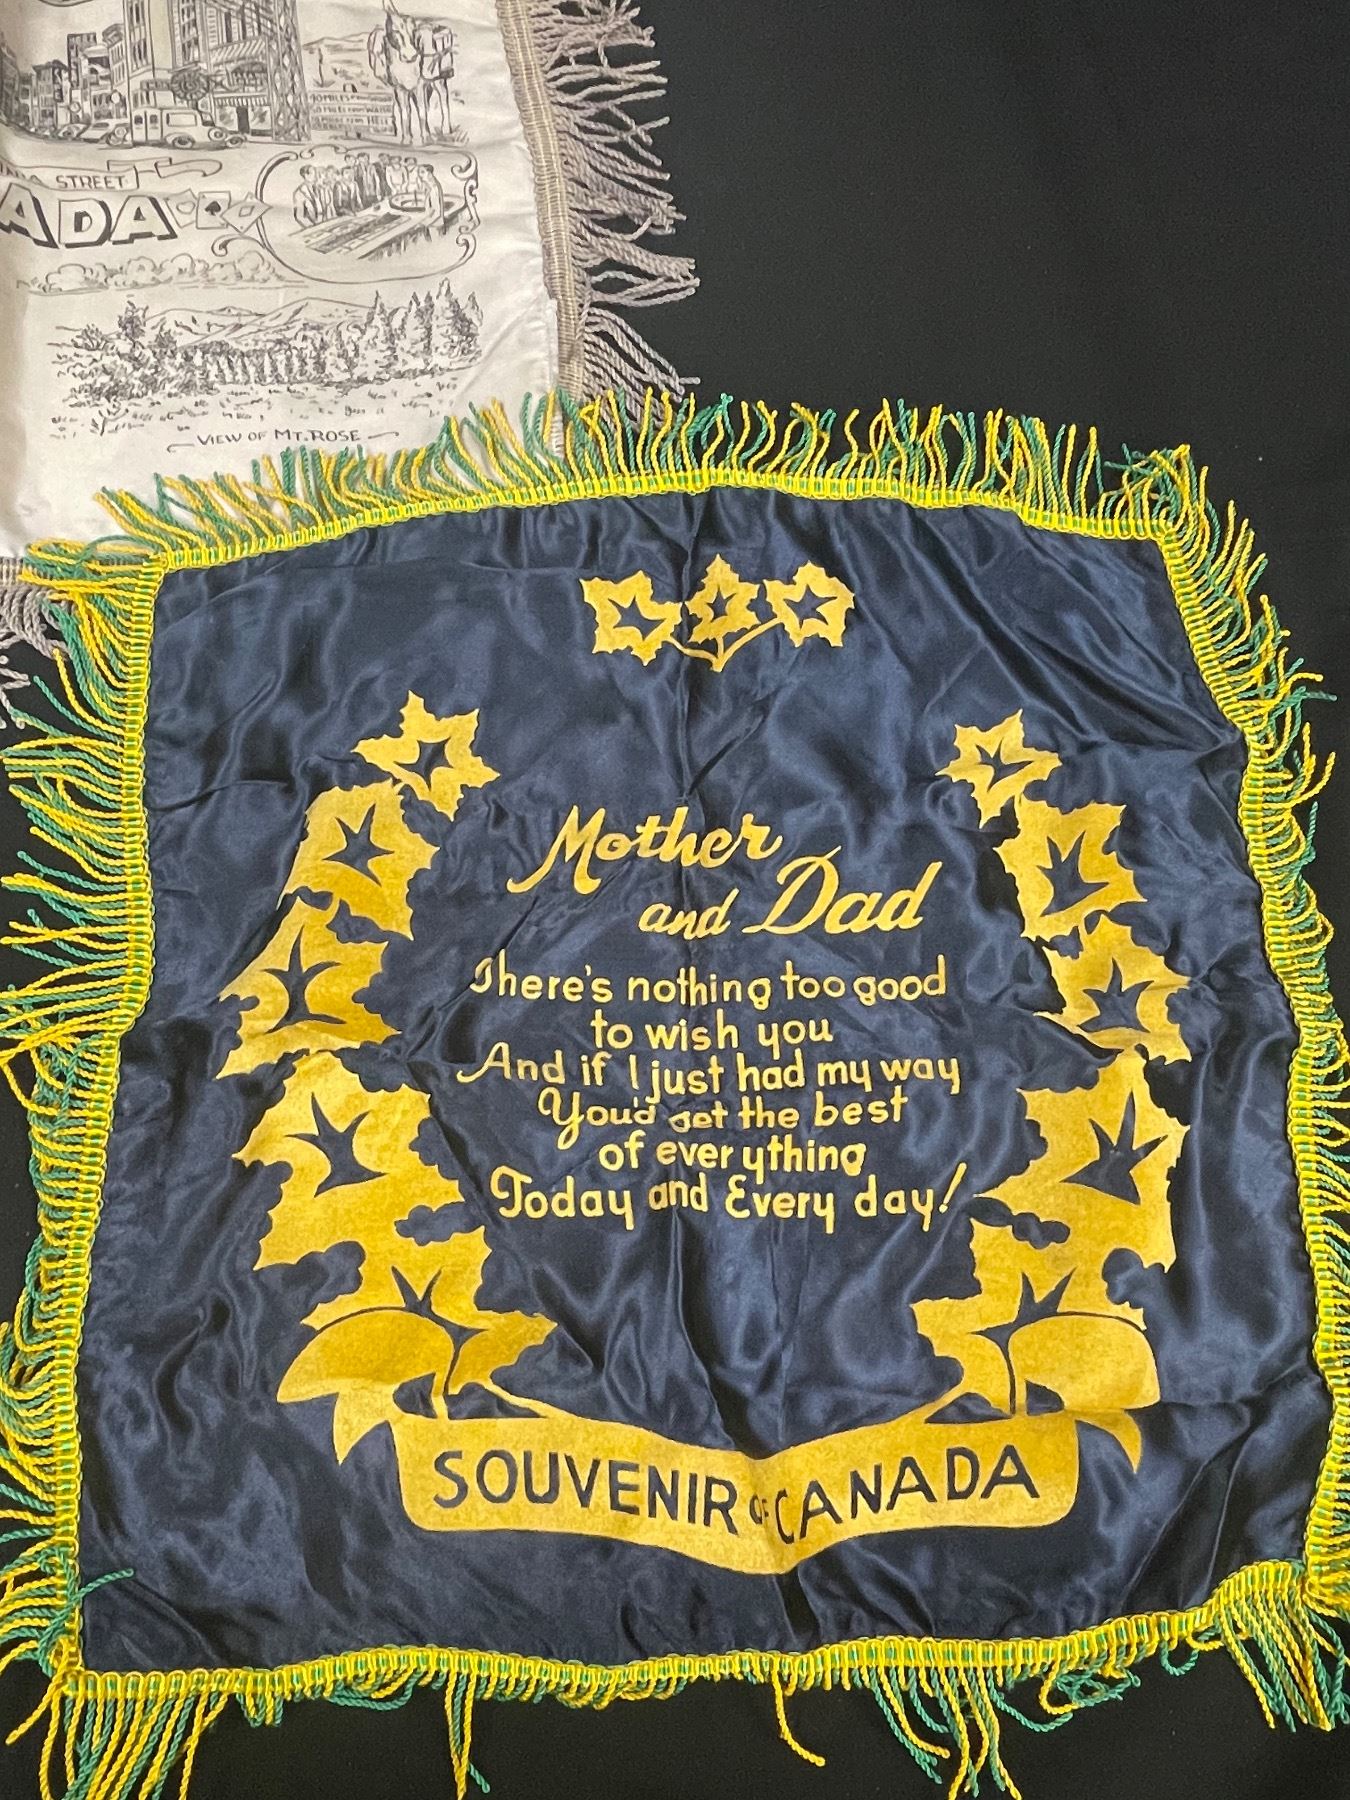 STREET
ADA
VIEW OF MT. ROSE
Mother
and Dad
There's nothing too good
to wish you
And if I just had my way
You'd get the best
of everything
Today and Every day!
SOUVENIR OF CANADA